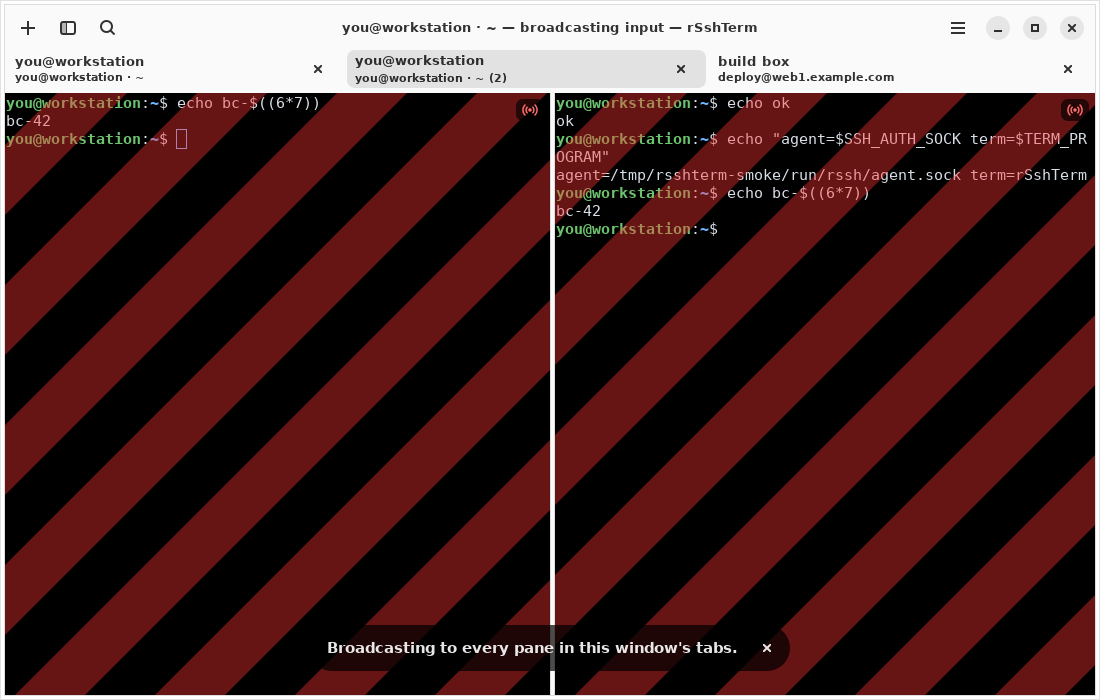 you@workstation · ~ — broadcasting input — rSshTerm
you@workstation
you@workstation · ~
you@workstation
you@workstation · ~ (2)
build box
deploy@web1.example.com
you@workstation:~$ echo bc-$((6*7))
bc-42
you@workstation:~$
you@workstation:~$ echo ok
ok
you@workstation:~$ echo "agent=$SSH_AUTH_SOCK term=$TERM_PR
OGRAM"
agent=/tmp/rsshterm-smoke/run/rssh/agent.sock term=rSshTerm
you@workstation:~$ echo bc-$((6*7))
bc-42
you@workstation:~$
Broadcasting to every pane in this window's tabs.